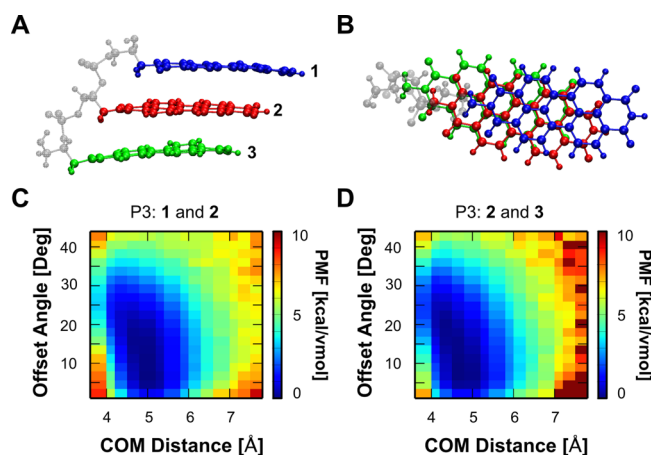 A
1
2
3
B
C
P3: 1 and 2
Offset Angle [Deg]
40
30
20
10
4
5
6
7
COM Distance [Å]
10
5
0
PMF [kcal/vmol]
D
P3: 2 and 3
Offset Angle [Deg]
40
30
20
10
4
5
6
7
COM Distance [Å]
10
5
0
PMF [kcal/vmol]